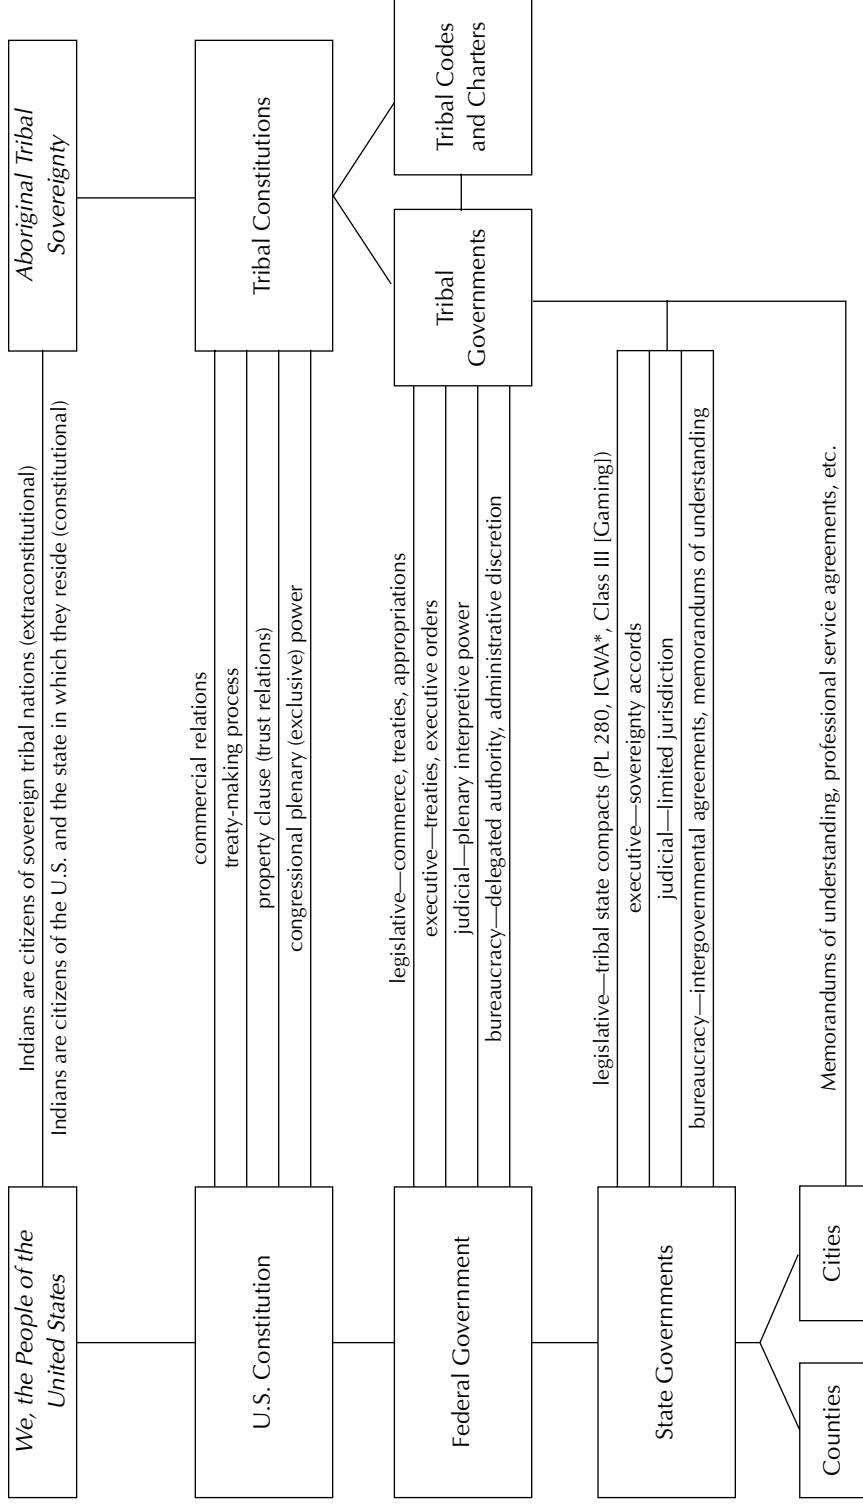 We, the People of the
United States
Indians are citizens of sovereign tribal nations (extraconstitutional)
Indians are citizens of the U.S. and the state in which they reside (constitutional)
Aboriginal Tribal
Sovereignty
U.S. Constitution
commercial relations
treaty-making process
property clause (trust relations)
congressional plenary (exclusive) power
Tribal Constitutions
Federal Government
legislative—commerce, treaties, appropriations
executive—treaties, executive orders
judicial—plenary interpretive power
bureaucracy—delegated authority, administrative discretion
Tribal
Governments
Tribal Codes
and Charters
State Governments
legislative—tribal state compacts (PL 280, ICWA*, Class III [Gaming])
executive—sovereignty accords
judicial—limited jurisdiction
bureaucracy—intergovernmental agreements, memorandums of understanding
Counties
Cities
Memorandums of understanding, professional service agreements, etc.